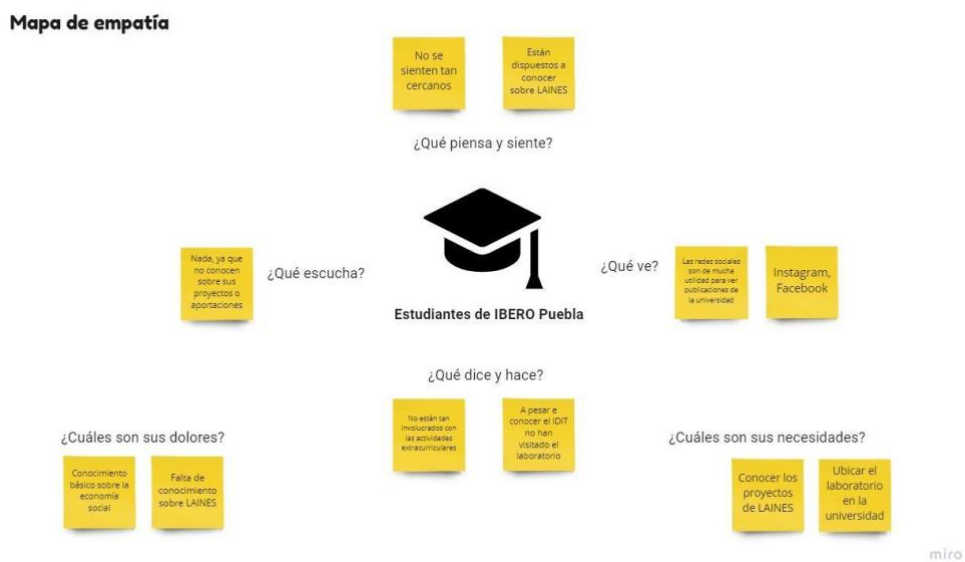 Mapa de empatía
No se
sienten tan
cercanos
Están
dispuestos a
conocer
sobre LAINES
¿Qué piensa y siente?
Nada, ya que
no conocen
sobre sus
proyectos o
aportaciones
¿Qué escucha?
¿Qué ve?
Las redes sociales
son de mucha
utilidad para ver
publicaciones de
la universidad
Instagram,
Facebook
Estudiantes de IBERO Puebla
¿Qué dice y hace?
No están tan
involucrados con
las actividades
extracurriculares
A pesar e
conocer el IDIT
no han
visitado el
laboratorio
¿Cuáles son sus dolores?
Conocimiento
básico sobre la
economía
social
Falta de
conocimiento
sobre LAINES
¿Cuáles son sus necesidades?
Conocer los
proyectos
de LAINES
Ubicar el
laboratorio
en la
universidad
miro